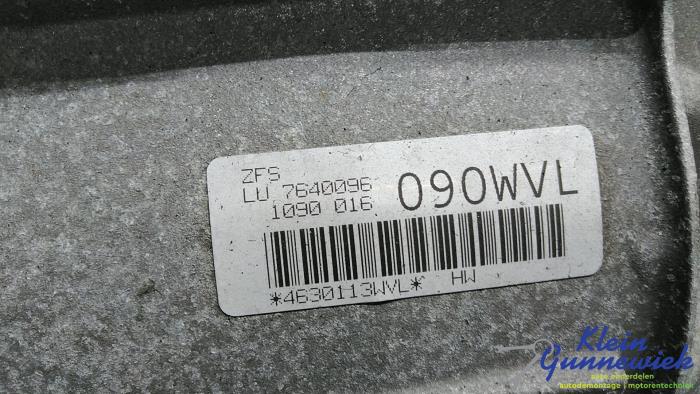 ZFS
LU 7640096
1090 016
090WVL
*4630113WVL* HW
Klein
Gunnewiek
auto onderdelen
autodemontage | motorentechniek